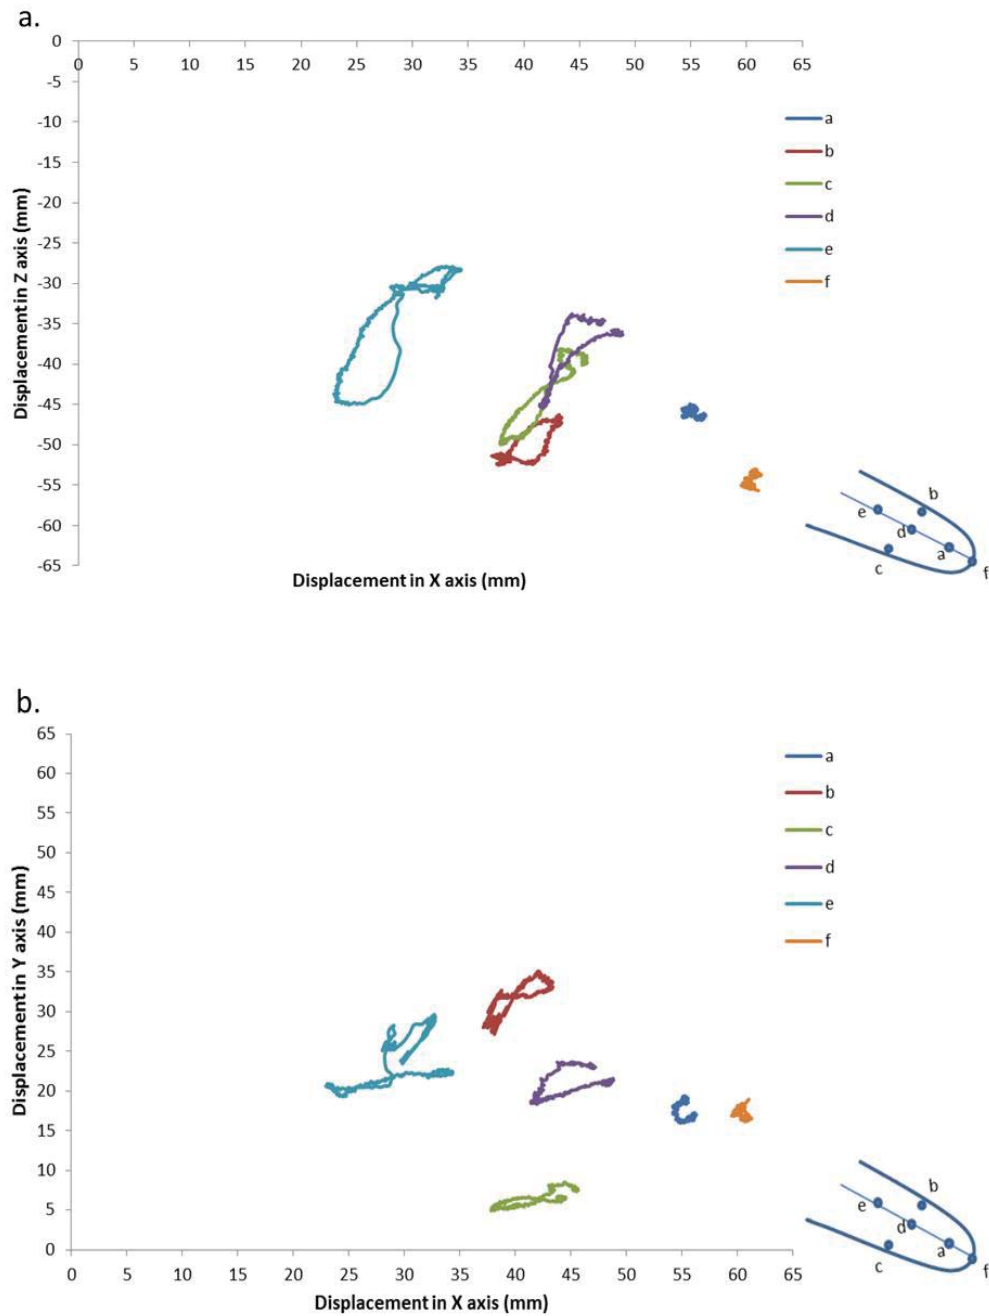 a.
0
0 5 10 15 20 25 30 35 40 45 50 55 60 65
-5
-10
-15
-20
-25
-30
-35
-40
-45
-50
-55
-60
-65
Displacement in Z axis (mm)
Displacement in X axis (mm)
a
b
c
d
e
f
b
e
d
a
c
f
b.
65
60
55
50
45
40
35
30
25
20
15
10
5
0
0 5 10 15 20 25 30 35 40 45 50 55 60 65
Displacement in Y axis (mm)
Displacement in X axis (mm)
a
b
c
d
e
f
b
e
d
a
c
f